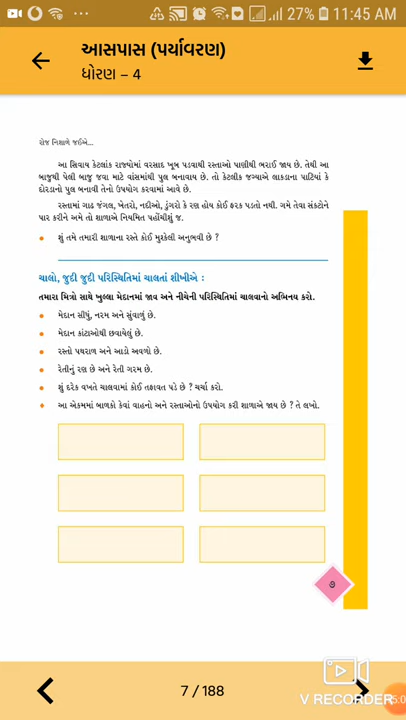 27% 11:45 AM
આસપાસ (પર્યાવરણ)
ધોરણ – 4
રોજ નિશાળે જઈએ...
આ સિવાય કેટલાંક રાજ્યોમાં વરસાદ ખૂબ પડવાથી રસ્તાઓ પાણીથી ભરાઈ જાય છે. તેથી આ
બાજુથી પેલી બાજુ જવા માટે વાંસમાંથી પુલ બનાવાય છે. તો કેટલીક જગ્યાએ લાકડાના પાટિયાં કે
દોરડાનો પુલ બનાવી તેનો ઉપયોગ કરવામાં આવે છે.
રસ્તામાં ગાઢ જંગલ, ખેતરો, નદીઓ, ડુંગરો કે રણ હોય કોઈ ફરક પડતો નથી. ગમે તેવા સંકટોને
પાર કરીને અમે તો શાળાએ નિયમિત પહોંચીશું જ.
• શું તમે તમારી શાળાના રસ્તે કોઈ મુશ્કેલી અનુભવી છે ?
ચાલો, જુદી જુદી પરિસ્થિતિમાં ચાલતાં શીખીએ :
તમારા મિત્રો સાથે ખુલ્લા મેદાનમાં જાવ અને નીચેની પરિસ્થિતિમાં ચાલવાનો અભિનય કરો.
• મેદાન સીધું, નરમ અને સુંવાળું છે.
• મેદાન કાંટાઓથી છવાયેલું છે.
• રસ્તો પથરાળ અને આડો અવળો છે.
• રેતીનું રણ છે અને રેતી ગરમ છે.
• શું દરેક વખતે ચાલવામાં કોઈ તફાવત પડે છે ? ચર્ચા કરો.
♦ આ એકમમાં બાળકો કેવાં વાહનો અને રસ્તાઓનો ઉપયોગ કરી શાળાએ જાય છે ? તે લખો.
૭
7 / 188
V RECORDER